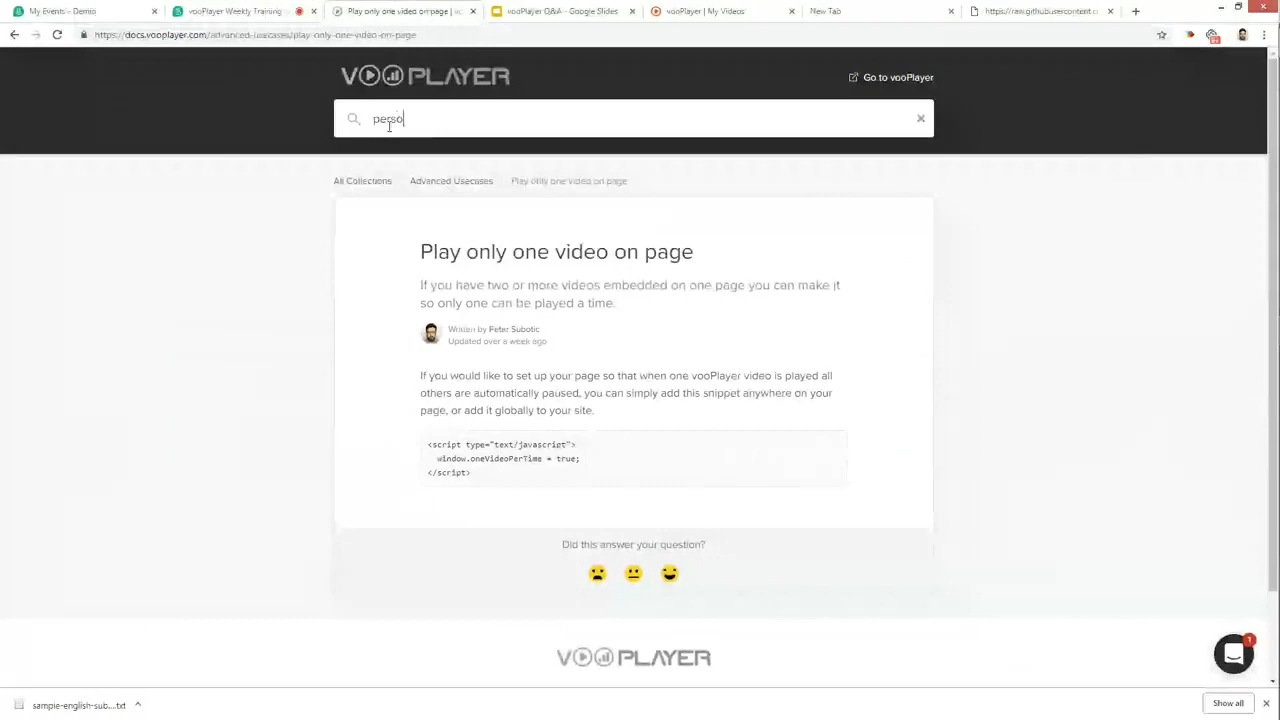 My Events - Demio
vooPlayer Weekly Training
Play only one video on page | vo
vooPlayer Q&A - Google Slides
vooPlayer | My Videos
New Tab
https://raw.githubusercontent.c
https://docs.vooplayer.com/advanced-usecases/play-only-one-video-on-page
VOOPLAYER
Go to vooPlayer
perso
All Collections
Advanced Usecases
Play only one video on page
Play only one video on page
If you have two or more videos embedded on one page you can make it
so only one can be played a time.
Written by Peter Subotic
Updated over a week ago
If you would like to set up your page so that when one vooPlayer video is played all
others are automatically paused, you can simply add this snippet anywhere on your
page, or add it globally to your site.
<script type="text/javascript">
window.oneVideoPerTime = true;
</script>
Did this answer your question?
VOOPLAYER
1
sample-english-sub....txt
Show all